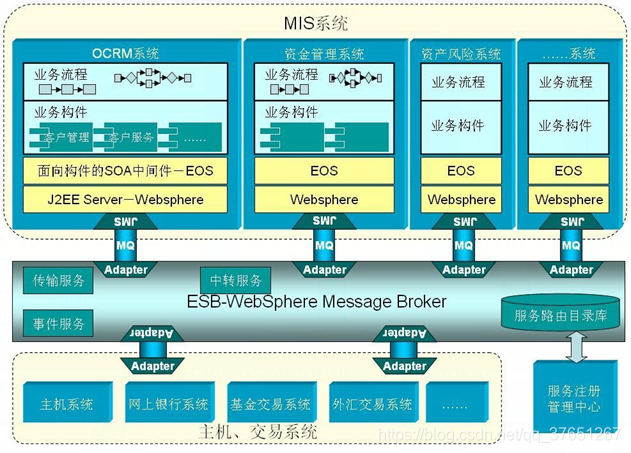 MIS系统
OCRM系统
资金管理系统
资产风险系统
……系统
业务流程
业务流程
业务流程
业务流程
业务构件
业务构件
业务构件
业务构件
客户管理
客户服务
……
面向构件的SOA中间件－EOS
EOS
EOS
EOS
J2EE Server－Websphere
Websphere
Websphere
Websphere
JMS
JMS
JMS
JMS
MQ
MQ
MQ
MQ
Adapter
Adapter
Adapter
Adapter
传输服务
中转服务
ESB-WebSphere Message Broker
事件服务
服务路由目录库
Adapter
Adapter
Adapter
Adapter
主机系统
网上银行系统
基金交易系统
外汇交易系统
……
服务注册
管理中心
主机、交易系统
https://blog.csdn.net/qq_37651267